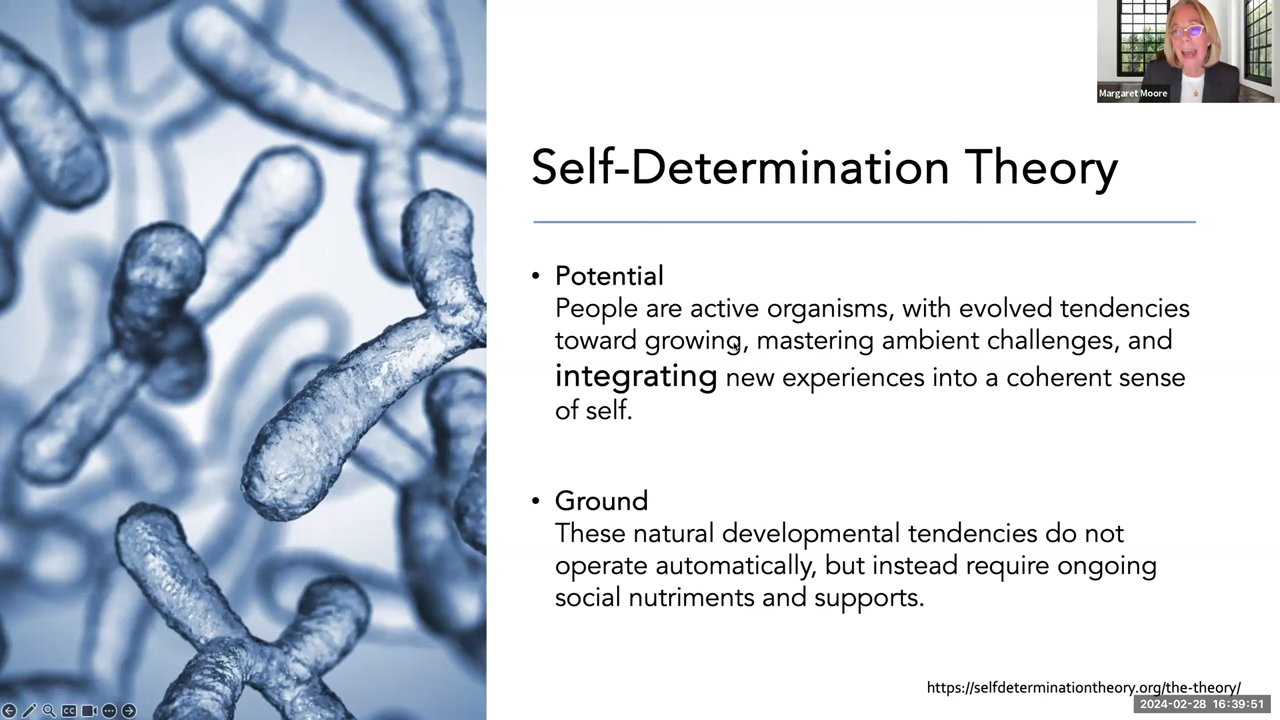 Margaret Moore
Self-Determination Theory
• Potential
People are active organisms, with evolved tendencies
toward growing, mastering ambient challenges, and
integrating new experiences into a coherent sense
of self.
• Ground
These natural developmental tendencies do not
operate automatically, but instead require ongoing
social nutriments and supports.
https://selfdeterminationtheory.org/the-theory/
CC
2024-02-28 16:39:51